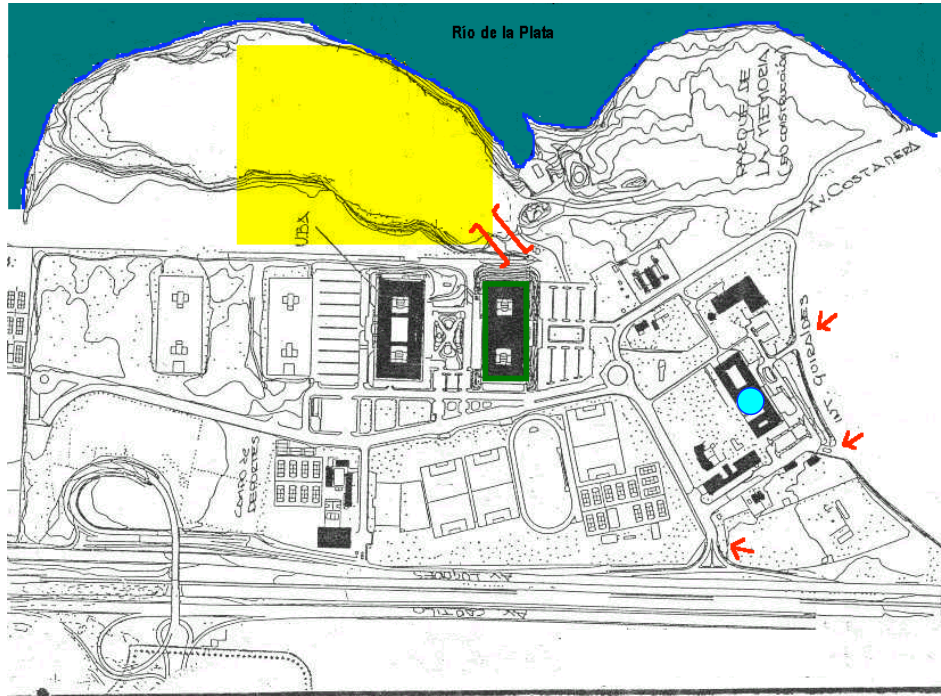 Río de la Plata
PARQUE DE
LA MEMORIA
(EN CONSTRUCCIÓN)
AV. COSTANERA
UBA
INT. GÜIRALDES
CAMPO DE
DEPORTES
AV. LUGONES
AV. CANTILO